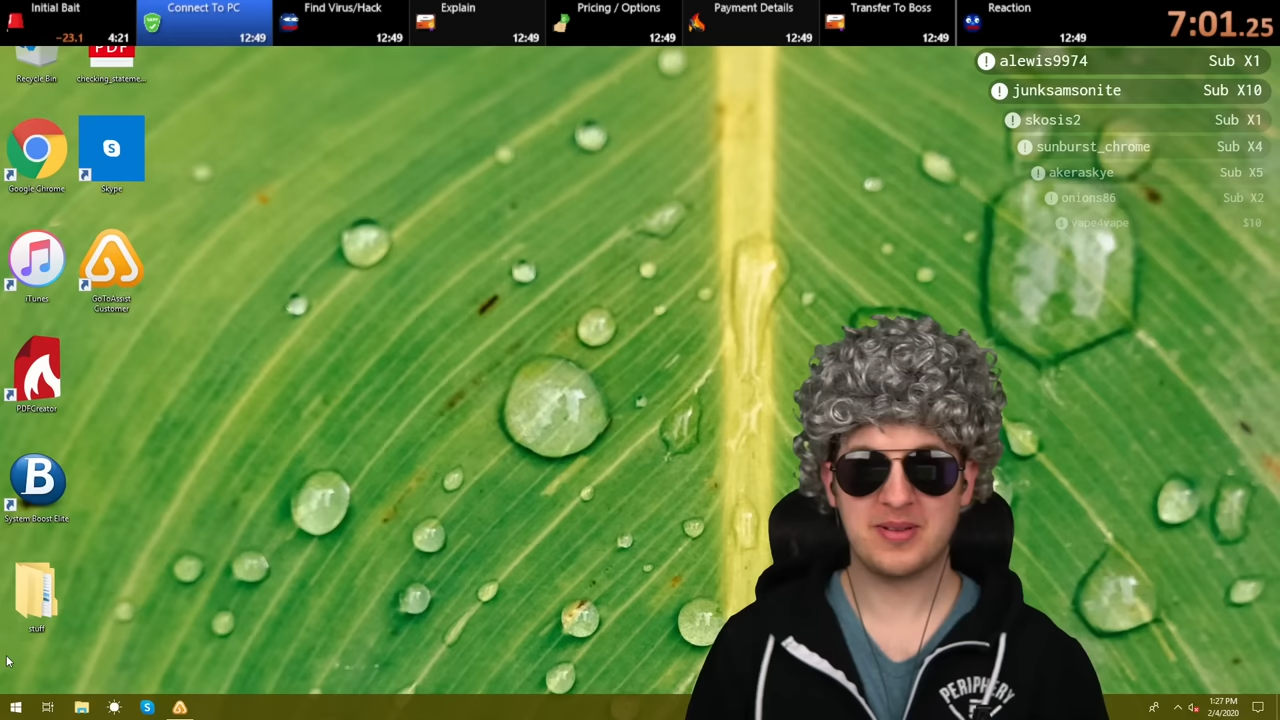 Initial Bait
-23.1 4:21
Connect To PC
12:49
Find Virus/Hack
12:49
Explain
12:49
Pricing / Options
12:49
Payment Details
12:49
Transfer To Boss
12:49
Reaction
12:49
7:01.25
alewis9974 Sub X1
junksamsonite Sub X10
skosis2 Sub X1
sunburst_chrome Sub X4
akeraskye Sub X5
onions86 Sub X2
vape4vape $10
Recycle Bin
PDF
checking_stateme...
Google Chrome
Skype
iTunes
GoToAssist
Customer
PDFCreator
B
System Boost Elite
stuff
PERIPHERY
1:27 PM
2/4/2020